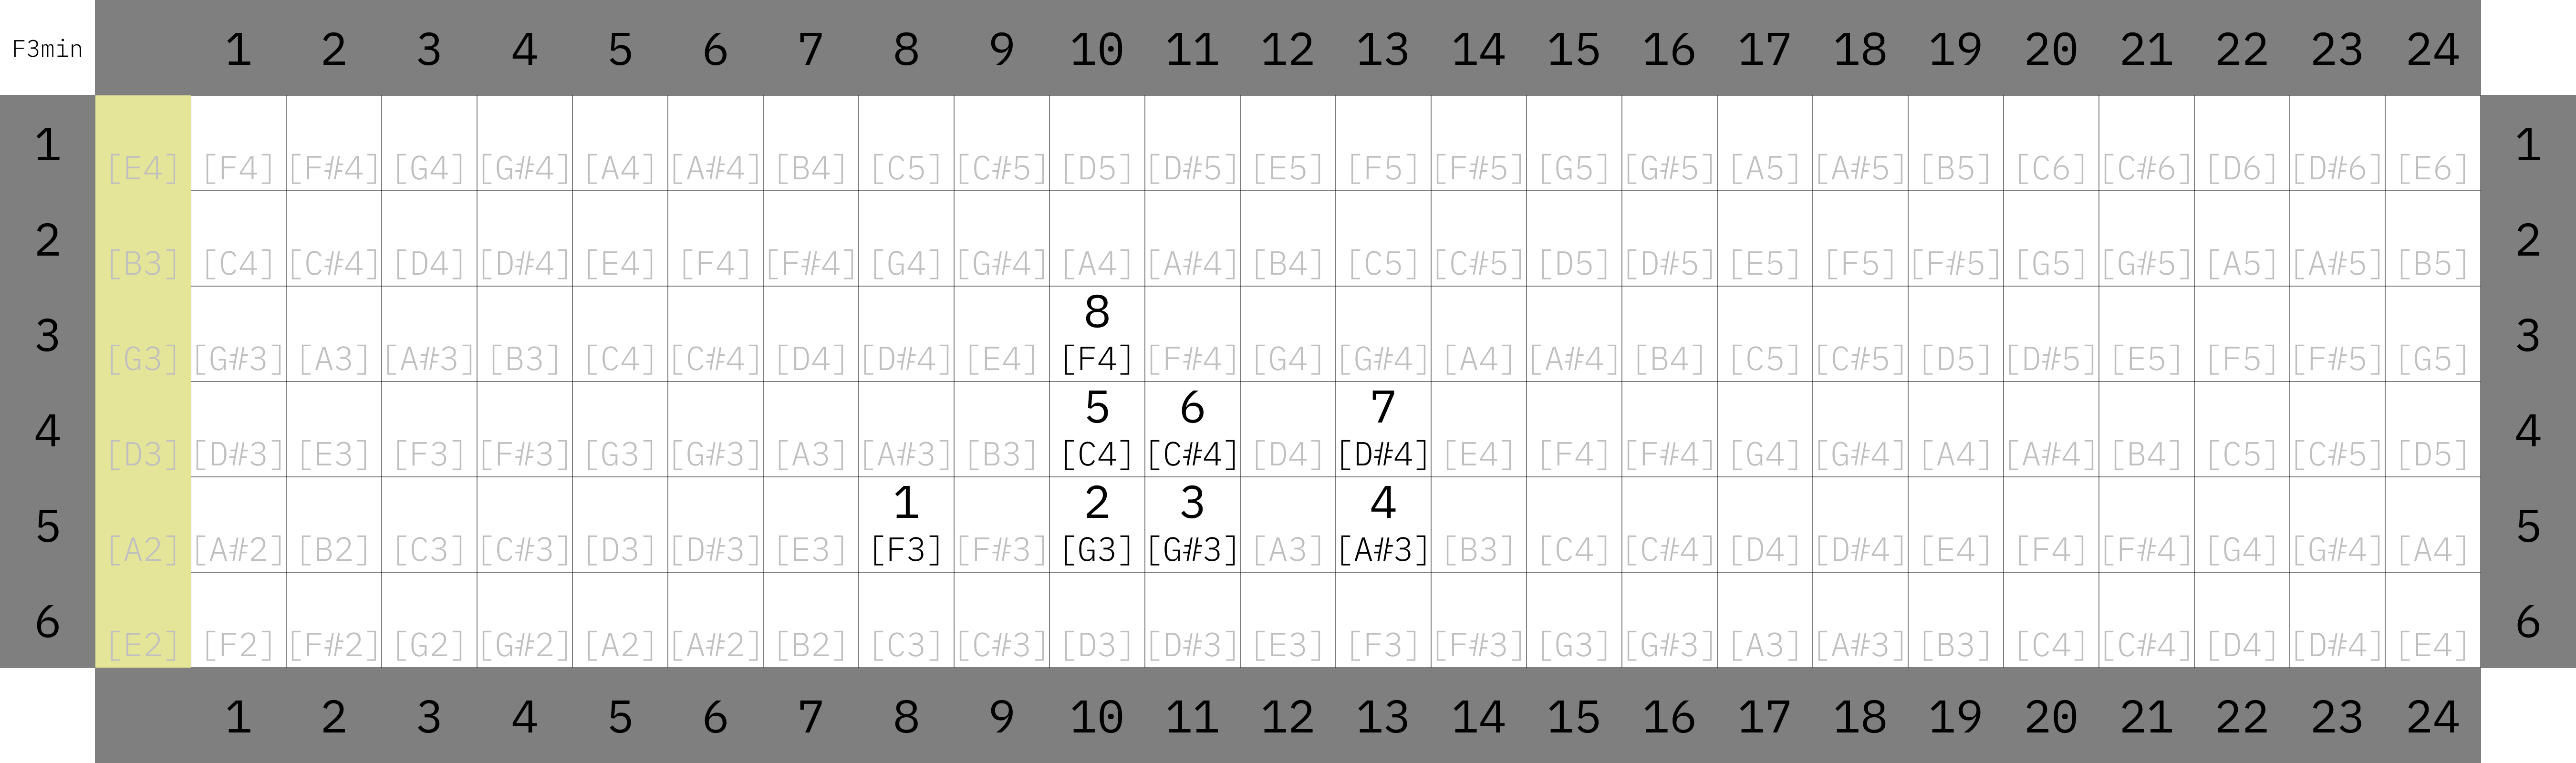 F3min 1 2 3 4 5 6 7 8 9 10 11 12 13 14 15 16 17 18 19 20 21 22 23 24
1 [E4] [F4] [F#4] [G4] [G#4] [A4] [A#4] [B4] [C5] [C#5] [D5] [D#5] [E5] [F5] [F#5] [G5] [G#5] [A5] [A#5] [B5] [C6] [C#6] [D6] [D#6] [E6] 1
2 [B3] [C4] [C#4] [D4] [D#4] [E4] [F4] [F#4] [G4] [G#4] [A4] [A#4] [B4] [C5] [C#5] [D5] [D#5] [E5] [F5] [F#5] [G5] [G#5] [A5] [A#5] [B5] 2
8
3 [G3] [G#3] [A3] [A#3] [B3] [C4] [C#4] [D4] [D#4] [E4] [F4] [F#4] [G4] [G#4] [A4] [A#4] [B4] [C5] [C#5] [D5] [D#5] [E5] [F5] [F#5] [G5] 3
5 6 7
4 [D3] [D#3] [E3] [F3] [F#3] [G3] [G#3] [A3] [A#3] [B3] [C4] [C#4] [D4] [D#4] [E4] [F4] [F#4] [G4] [G#4] [A4] [A#4] [B4] [C5] [C#5] [D5] 4
1 2 3 4
5 [A2] [A#2] [B2] [C3] [C#3] [D3] [D#3] [E3] [F3] [F#3] [G3] [G#3] [A3] [A#3] [B3] [C4] [C#4] [D4] [D#4] [E4] [F4] [F#4] [G4] [G#4] [A4] 5
6 [E2] [F2] [F#2] [G2] [G#2] [A2] [A#2] [B2] [C3] [C#3] [D3] [D#3] [E3] [F3] [F#3] [G3] [G#3] [A3] [A#3] [B3] [C4] [C#4] [D4] [D#4] [E4] 6
1 2 3 4 5 6 7 8 9 10 11 12 13 14 15 16 17 18 19 20 21 22 23 24